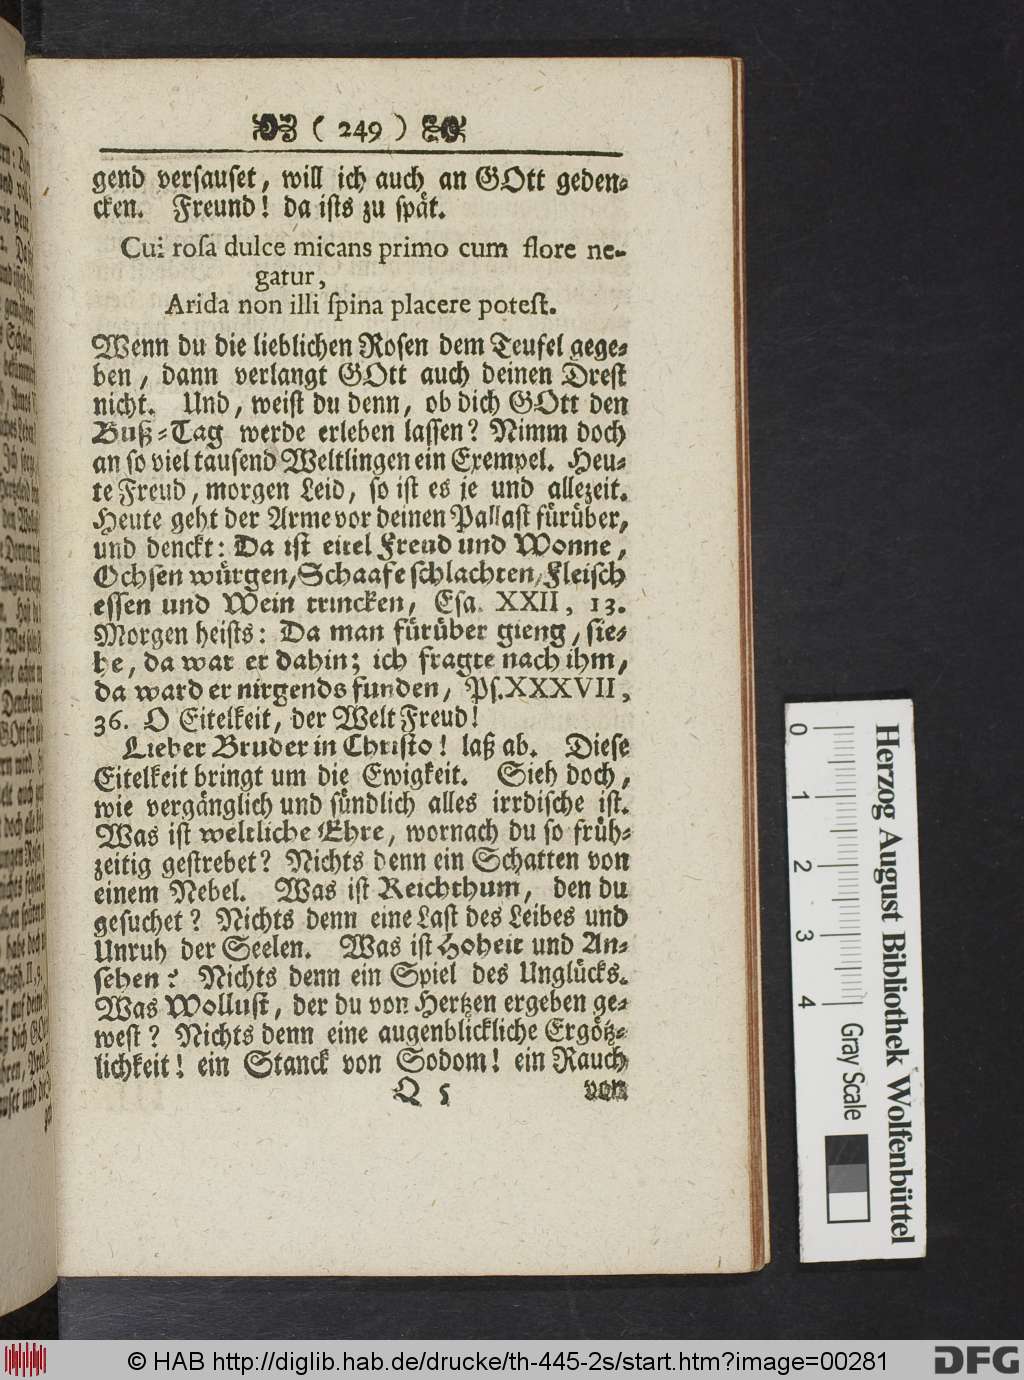 ( 249 )
gend versauset, will ich auch an GOtt geden-
cken. Freund! da ists zu spät.
Cui rosa dulce micans primo cum flore ne-
gatur,
Arida non illi spina placere potest.
Wenn du die lieblichen Rosen dem Teufel gege-
ben, dann verlangt GOtt auch deinen Drest
nicht. Und, weist du denn, ob dich GOtt den
Buß-Tag werde erleben lassen? Nimm doch
an so viel tausend Weltlingen ein Exempel. Heu-
te Freud, morgen Leid, so ist es je und allezeit.
Heute geht der Arme vor deinen Pallast fürüber,
und denckt: Da ist eitel Freud und Wonne,
Ochsen würgen, Schaafe schlachten, Fleisch
essen und Wein trincken, Esa. XXII, 13.
Morgen heists: Da man fürüber gieng, sie-
he, da war er dahin; ich fragte nach ihm,
da ward er nirgends funden, Ps. XXXVII,
36. O Eitelkeit, der Welt Freud!
Lieber Bruder in Christo! laß ab. Diese
Eitelkeit bringt um die Ewigkeit. Sieh doch,
wie vergänglich und sündlich alles irrdische ist.
Was ist weltliche Ehre, wornach du so früh-
zeitig gestrebet? Nichts denn ein Schatten von
einem Nebel. Was ist Reichthum, den du
gesuchet? Nichts denn eine Last des Leibes und
Unruh der Seelen. Was ist Hoheit und An-
sehen? Nichts denn ein Spiel des Unglücks.
Was Wollust, der du von Hertzen ergeben ge-
west? Nichts denn eine augenblickliche Ergötz-
lichkeit! ein Stanck von Sodom! ein Rauch
Q 5 von
0 1 2 3 4 Gray Scale
Herzog August Bibliothek Wolfenbüttel
© HAB http://diglib.hab.de/drucke/th-445-2s/start.htm?image=00281
DFG